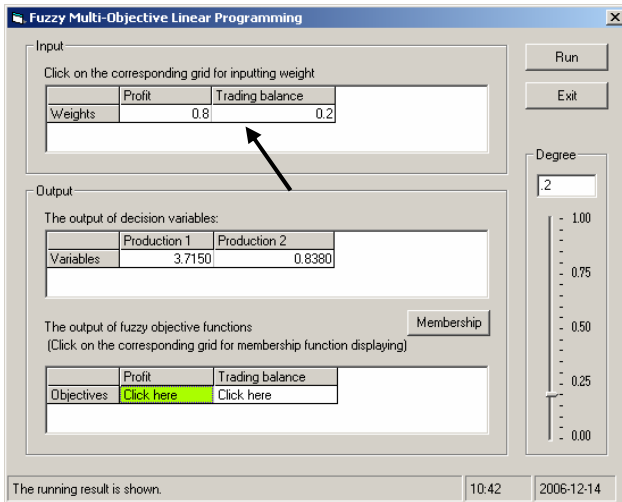 Fuzzy Multi-Objective Linear Programming
Input
Click on the corresponding grid for inputting weight
Profit Trading balance
Weights 0.8 0.2
Run
Exit
Degree
.2
1.00
0.75
0.50
0.25
0.00
Output
The output of decision variables:
Production 1 Production 2
Variables 3.7150 0.8380
Membership
The output of fuzzy objective functions
(Click on the corresponding grid for membership function displaying)
Profit Trading balance
Objectives Click here Click here
The running result is shown. 10:42 2006-12-14